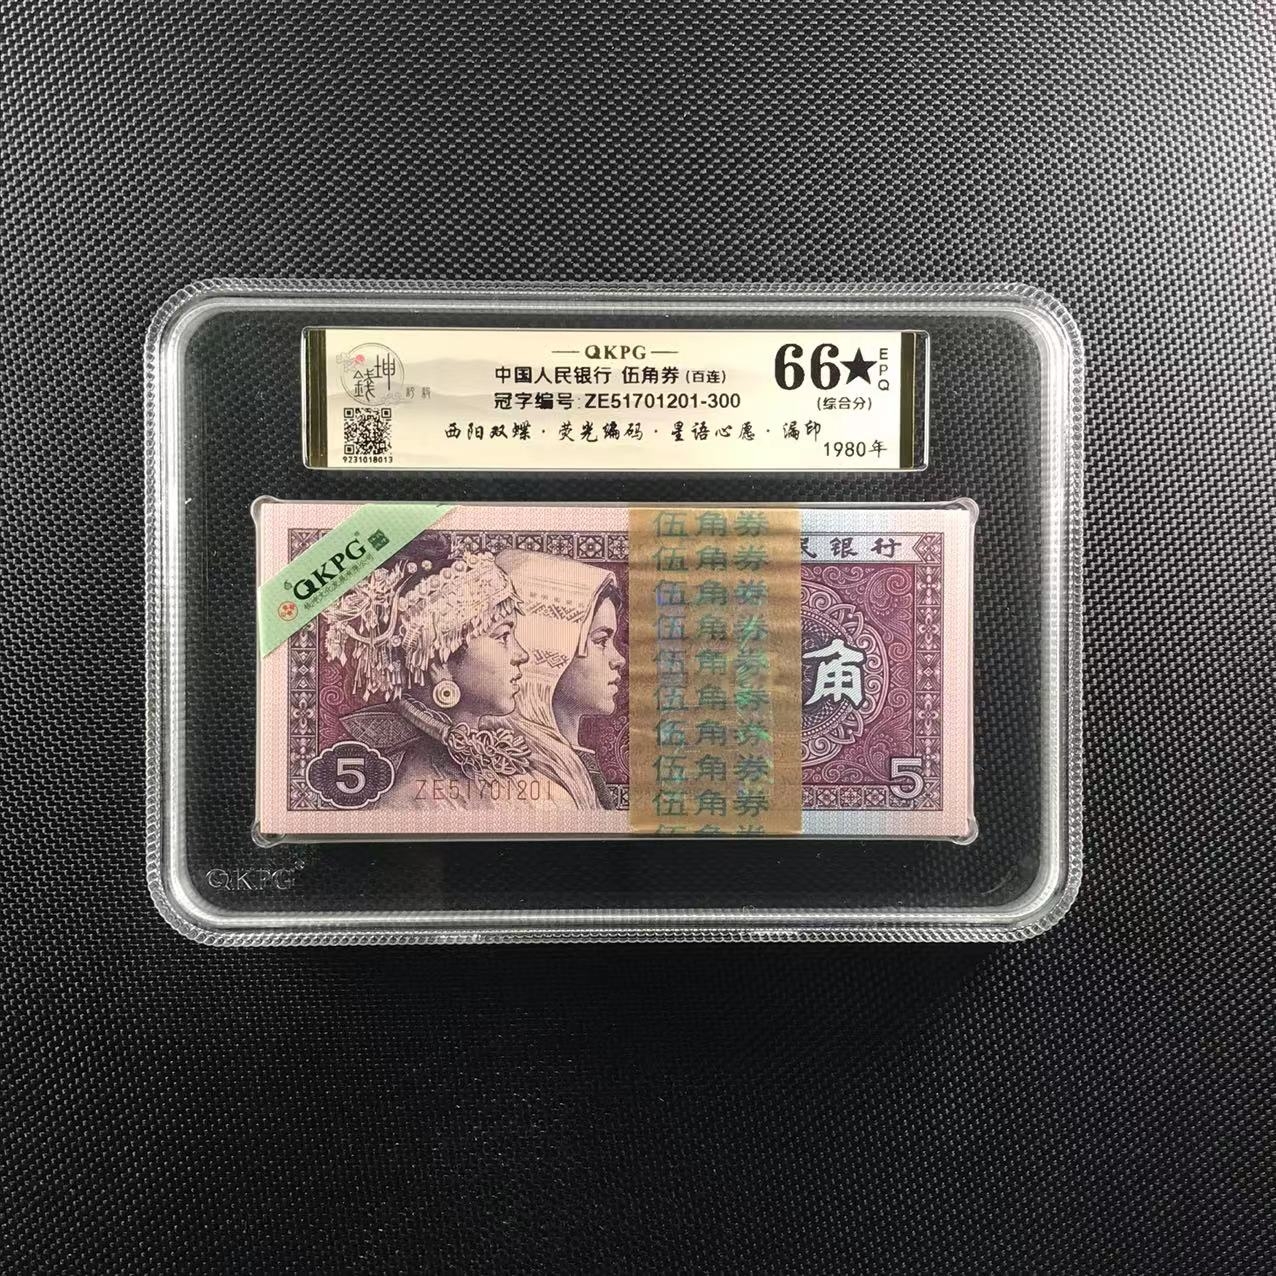 QKPG
中国人民银行 伍角券 (百连)
冠字编号:ZE51701201-300
酉阳双蝶·荧光编码·星语心愿·漏印
66★
EPQ
(综合分)
1980年
坤
錢
9231018013
QKPG
民银行
角
5
5
ZE51701201
伍角券
伍角券
伍角券
伍角券
伍角券
伍角券
伍角券
伍角券
伍角券
伍角券
QKPG